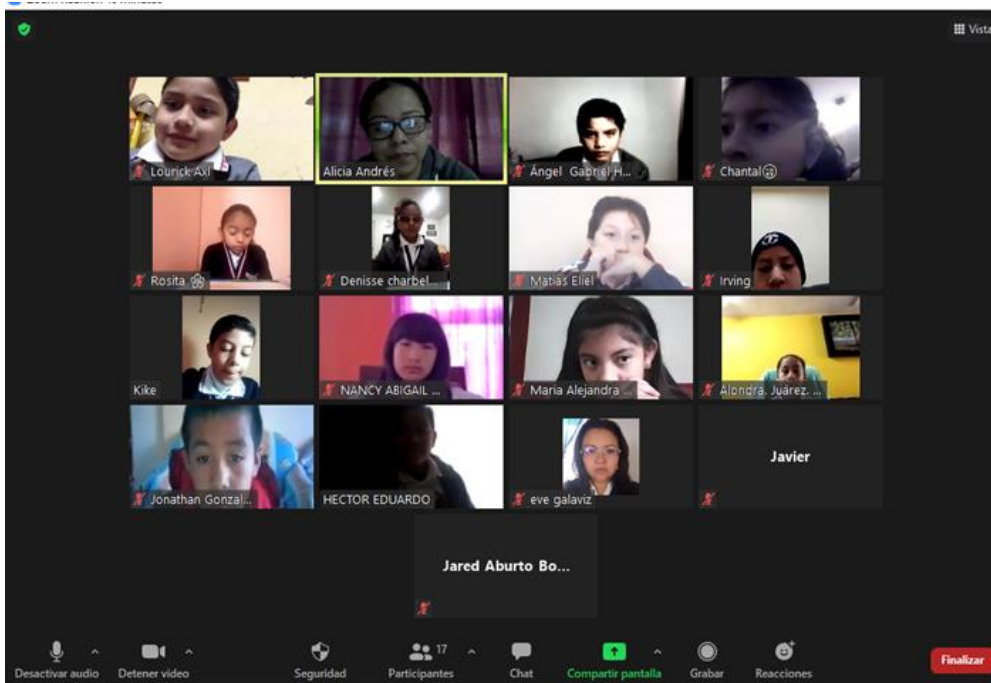 Vista
Lourick Axl
Alicia Andrés
Ángel Gabriel H...
Chantal
Rosita
Denisse charbel...
Matias Eliel
Irving
Kike
NANCY ABIGAIL ...
Maria Alejandra ...
Alondra. Juárez. ...
Jonathan Gonzal...
HECTOR EDUARDO
eve galaviz
Javier
Jared Aburto Bo...
17
Desactivar audio
Detener video
Seguridad
Participantes
Chat
Compartir pantalla
Grabar
Reacciones
Finalizar